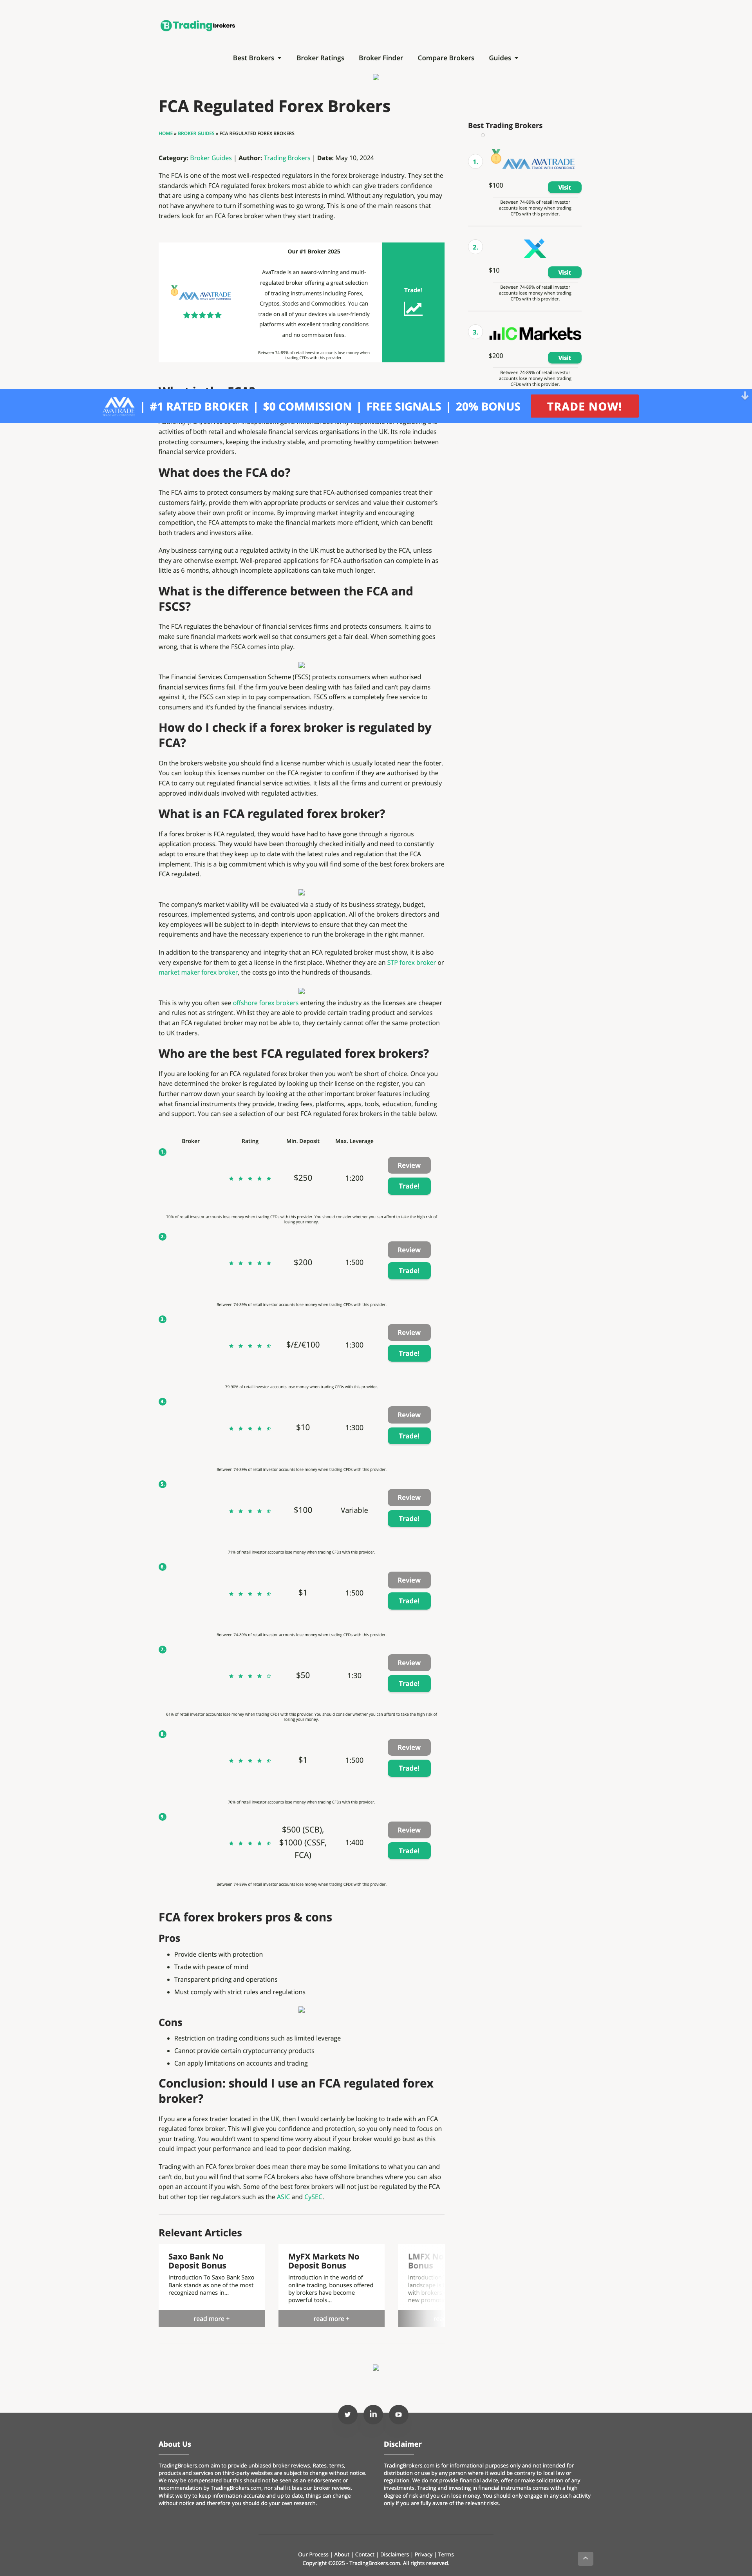 Trading brokers
Best Brokers
Broker Ratings
Broker Finder
Compare Brokers
Guides
FCA Regulated Forex Brokers
HOME » BROKER GUIDES » FCA REGULATED FOREX BROKERS
Category: Broker Guides | Author: Trading Brokers | Date: May 10, 2024
The FCA is one of the most well-respected regulators in the forex brokerage industry. They set the
standards which FCA regulated forex brokers most abide to which can give traders confidence
that are using a company who has clients best interests in mind. Without any regulation, you may
not have anywhere to turn if something was to go wrong. This is one of the main reasons that
traders look for an FCA forex broker when they start trading.
Our #1 Broker 2025
AVATRADE
TRADE WITH CONFIDENCE
AvaTrade is an award-winning and multi-
regulated broker offering a great selection
of trading instruments including Forex,
Cryptos, Stocks and Commodities. You can
trade on all of your devices via user-friendly
platforms with excellent trading conditions
and no commission fees.
Between 74-89% of retail investor accounts lose money when
trading CFDs with this provider.
Trade!
Best Trading Brokers
1.
AVATRADE
TRADE WITH CONFIDENCE
$100
Visit
Between 74-89% of retail investor
accounts lose money when trading
CFDs with this provider.
2.
$10
Visit
Between 74-89% of retail investor
accounts lose money when trading
CFDs with this provider.
3.
IC Markets
$200
Visit
Between 74-89% of retail investor
accounts lose money when trading
CFDs with this provider.
AVATRADE | #1 RATED BROKER | $0 COMMISSION | FREE SIGNALS | 20% BONUS TRADE NOW!
activities of both retail and wholesale financial services organisations in the UK. Its role includes
protecting consumers, keeping the industry stable, and promoting healthy competition between
financial service providers.
What does the FCA do?
The FCA aims to protect consumers by making sure that FCA-authorised companies treat their
customers fairly, provide them with appropriate products or services and value their customer's
safety above their own profit or income. By improving market integrity and encouraging
competition, the FCA attempts to make the financial markets more efficient, which can benefit
both traders and investors alike.
Any business carrying out a regulated activity in the UK must be authorised by the FCA, unless
they are otherwise exempt. Well-prepared applications for FCA authorisation can complete in as
little as 6 months, although incomplete applications can take much longer.
What is the difference between the FCA and
FSCS?
The FCA regulates the behaviour of financial services firms and protects consumers. It aims to
make sure financial markets work well so that consumers get a fair deal. When something goes
wrong, that is where the FSCA comes into play.
The Financial Services Compensation Scheme (FSCS) protects consumers when authorised
financial services firms fail. If the firm you've been dealing with has failed and can't pay claims
against it, the FSCS can step in to pay compensation. FSCS offers a completely free service to
consumers and it's funded by the financial services industry.
How do I check if a forex broker is regulated by
FCA?
On the brokers website you should find a license number which is usually located near the footer.
You can lookup this licenses number on the FCA register to confirm if they are authorised by the
FCA to carry out regulated financial service activities. It lists all the firms and current or previously
approved individuals involved with regulated activities.
What is an FCA regulated forex broker?
If a forex broker is FCA regulated, they would have had to have gone through a rigorous
application process. They would have been thoroughly checked initially and need to constantly
adapt to ensure that they keep up to date with the latest rules and regulation that the FCA
implement. This is a big commitment which is why you will find some of the best forex brokers are
FCA regulated.
The company's market viability will be evaluated via a study of its business strategy, budget,
resources, implemented systems, and controls upon application. All of the brokers directors and
key employees will be subject to in-depth interviews to ensure that they can meet the
requirements and have the necessary experience to run the brokerage in the right manner.
In addition to the transparency and integrity that an FCA regulated broker must show, it is also
very expensive for them to get a license in the first place. Whether they are an STP forex broker or
market maker forex broker, the costs go into the hundreds of thousands.
This is why you often see offshore forex brokers entering the industry as the licenses are cheaper
and rules not as stringent. Whilst they are able to provide certain trading product and services
that an FCA regulated broker may not be able to, they certainly cannot offer the same protection
to UK traders.
Who are the best FCA regulated forex brokers?
If you are looking for an FCA regulated forex broker then you won't be short of choice. Once you
have determined the broker is regulated by looking up their license on the register, you can
further narrow down your search by looking at the other important broker features including
what financial instruments they provide, trading fees, platforms, apps, tools, education, funding
and support. You can see a selection of our best FCA regulated forex brokers in the table below.
Broker Rating Min. Deposit Max. Leverage
1.
$250 1:200 Review
Trade!
70% of retail investor accounts lose money when trading CFDs with this provider. You should consider whether you can afford to take the high risk of
losing your money.
2.
$200 1:500 Review
Trade!
Between 74-89% of retail investor accounts lose money when trading CFDs with this provider.
3.
$/£/€100 1:300 Review
Trade!
79.90% of retail investor accounts lose money when trading CFDs with this provider.
4.
$10 1:300 Review
Trade!
Between 74-89% of retail investor accounts lose money when trading CFDs with this provider.
5.
$100 Variable Review
Trade!
71% of retail investor accounts lose money when trading CFDs with this provider.
6.
$1 1:500 Review
Trade!
Between 74-89% of retail investor accounts lose money when trading CFDs with this provider.
7.
$50 1:30 Review
Trade!
61% of retail investor accounts lose money when trading CFDs with this provider. You should consider whether you can afford to take the high risk of
losing your money.
8.
$1 1:500 Review
Trade!
70% of retail investor accounts lose money when trading CFDs with this provider.
9.
$500 (SCB),
$1000 (CSSF,
FCA)
1:400 Review
Trade!
Between 74-89% of retail investor accounts lose money when trading CFDs with this provider.
FCA forex brokers pros & cons
Pros
Provide clients with protection
Trade with peace of mind
Transparent pricing and operations
Must comply with strict rules and regulations
Cons
Restriction on trading conditions such as limited leverage
Cannot provide certain cryptocurrency products
Can apply limitations on accounts and trading
Conclusion: should I use an FCA regulated forex
broker?
If you are a forex trader located in the UK, then I would certainly be looking to trade with an FCA
regulated forex broker. This will give you confidence and protection, so you only need to focus on
your trading. You wouldn't want to spend time worry about if your broker would go bust as this
could impact your performance and lead to poor decision making.
Trading with an FCA forex broker does mean there may be some limitations to what you can and
can't do, but you will find that some FCA brokers also have offshore branches where you can also
open an account if you wish. Some of the best forex brokers will not just be regulated by the FCA
but other top tier regulators such as the ASIC and CySEC.
Relevant Articles
Saxo Bank No
Deposit Bonus
Introduction To Saxo Bank Saxo
Bank stands as one of the most
recognized names in...
read more +
MyFX Markets No
Deposit Bonus
Introduction In the world of
online trading, bonuses offered
by brokers have become
powerful tools...
read more +
LMFX
Bonus
About Us
TradingBrokers.com aim to provide unbiased broker reviews. Rates, terms,
products and services on third-party websites are subject to change without notice.
We may be compensated but this should not be seen as an endorsement or
recommendation by TradingBrokers.com, nor shall it bias our broker reviews.
Whilst we try to keep information accurate and up to date, things can change
without notice and therefore you should do your own research.
Disclaimer
TradingBrokers.com is for informational purposes only and not intended for
distribution or use by any person where it would be contrary to local law or
regulation. We do not provide financial advice, offer or make solicitation of any
investments. Trading and investing in financial instruments comes with a high
degree of risk and you can lose money. You should only engage in any such activity
only if you are fully aware of the relevant risks.
Our Process | About | Contact | Disclaimers | Privacy | Terms
Copyright ©2025 - TradingBrokers.com. All rights reserved.